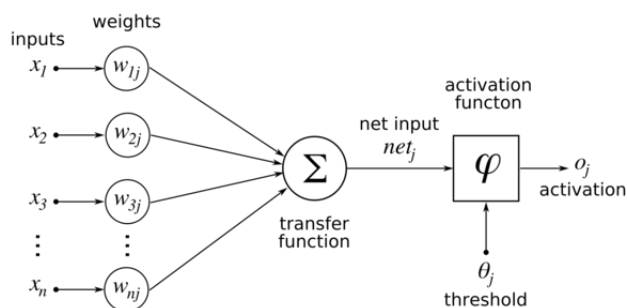 inputs
weights
x₁
w₁ⱼ
x₂
w₂ⱼ
x₃
w₃ⱼ
⋮
⋮
xₙ
wₙⱼ
Σ
transfer
function
net input
netⱼ
activation
functon
φ
oⱼ
activation
θⱼ
threshold